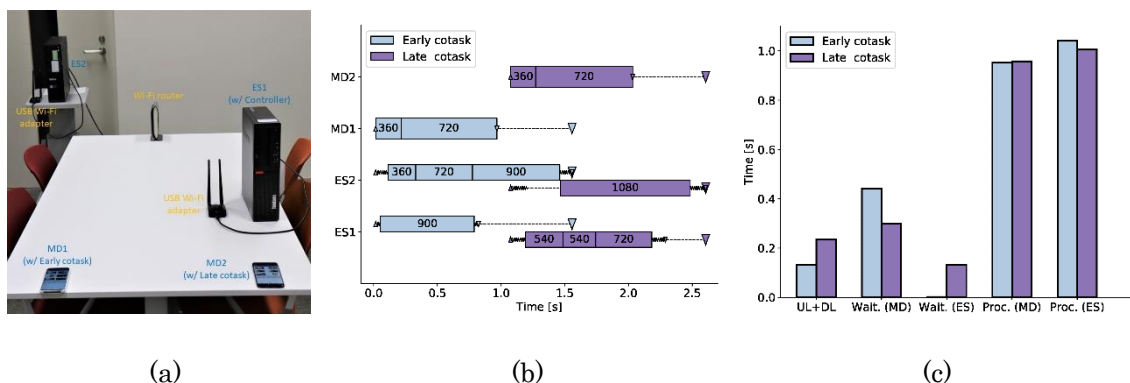 ES2
USB Wi-Fi
adapter
Wi-Fi router
ES1
(w/ Controller)
USB Wi-Fi
adapter
MD1
(w/ Early cotask)
MD2
(w/ Late cotask)
(a)
Early cotask
Late cotask
MD2
360 720
MD1
360 720
ES2
360 720 900
1080
ES1
900
540 540 720
0.0 0.5 1.0 1.5 2.0 2.5
Time [s]
(b)
Early cotask
Late cotask
Time [s]
1.0
0.8
0.6
0.4
0.2
0.0
UL+DL Wait. (MD) Wait. (ES) Proc. (MD) Proc. (ES)
(c)